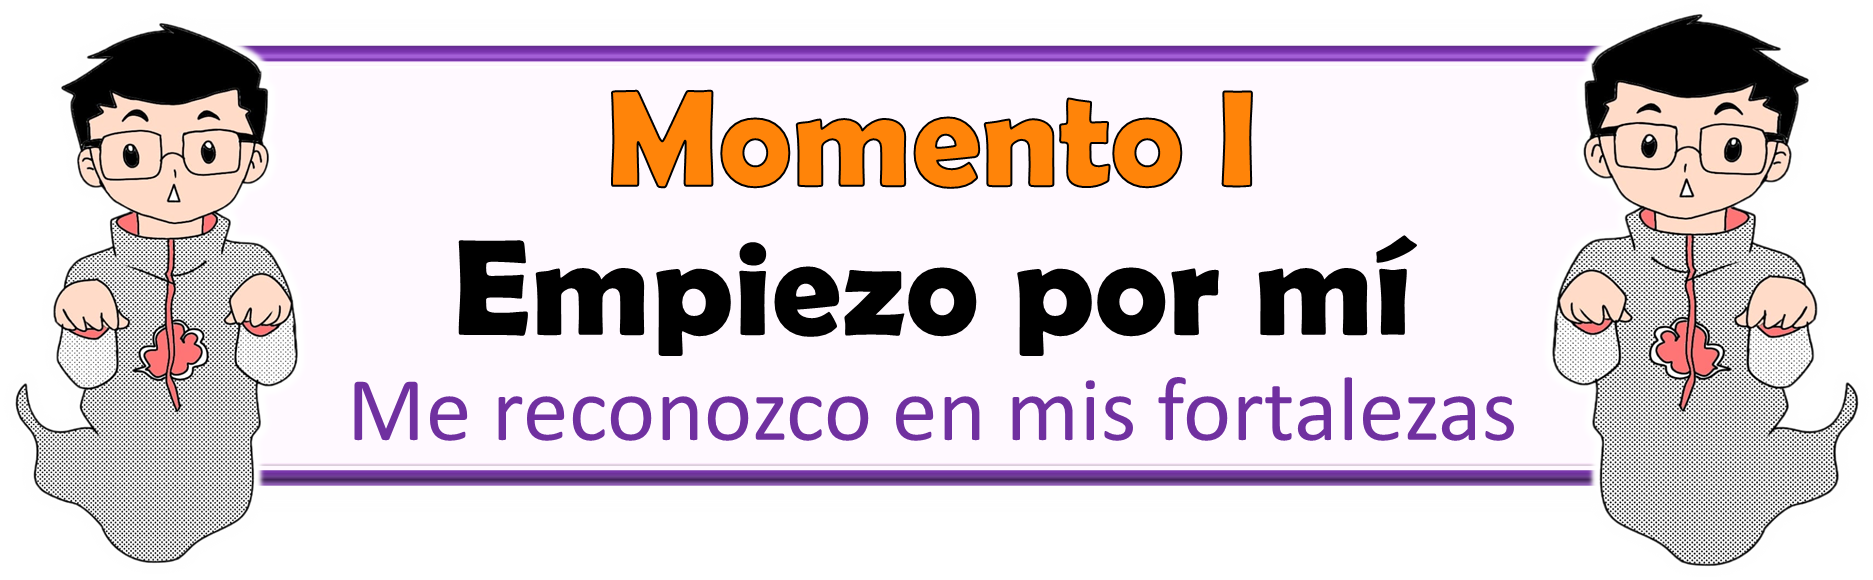 Momento I
Empiezo por mí
Me reconozco en mis fortalezas